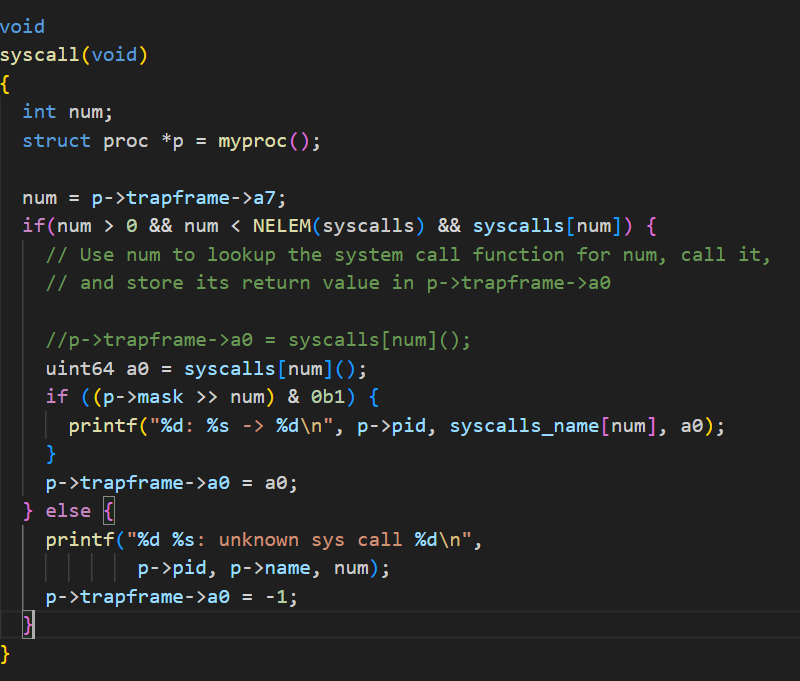 void
syscall(void)
{
  int num;
  struct proc *p = myproc();

  num = p->trapframe->a7;
  if(num > 0 && num < NELEM(syscalls) && syscalls[num]) {
    // Use num to lookup the system call function for num, call it,
    // and store its return value in p->trapframe->a0

    //p->trapframe->a0 = syscalls[num]();
    uint64 a0 = syscalls[num]();
    if ((p->mask >> num) & 0b1) {
      printf("%d: %s -> %d\n", p->pid, syscalls_name[num], a0);
    }
    p->trapframe->a0 = a0;
  } else {
    printf("%d %s: unknown sys call %d\n",
            p->pid, p->name, num);
    p->trapframe->a0 = -1;
  }
}